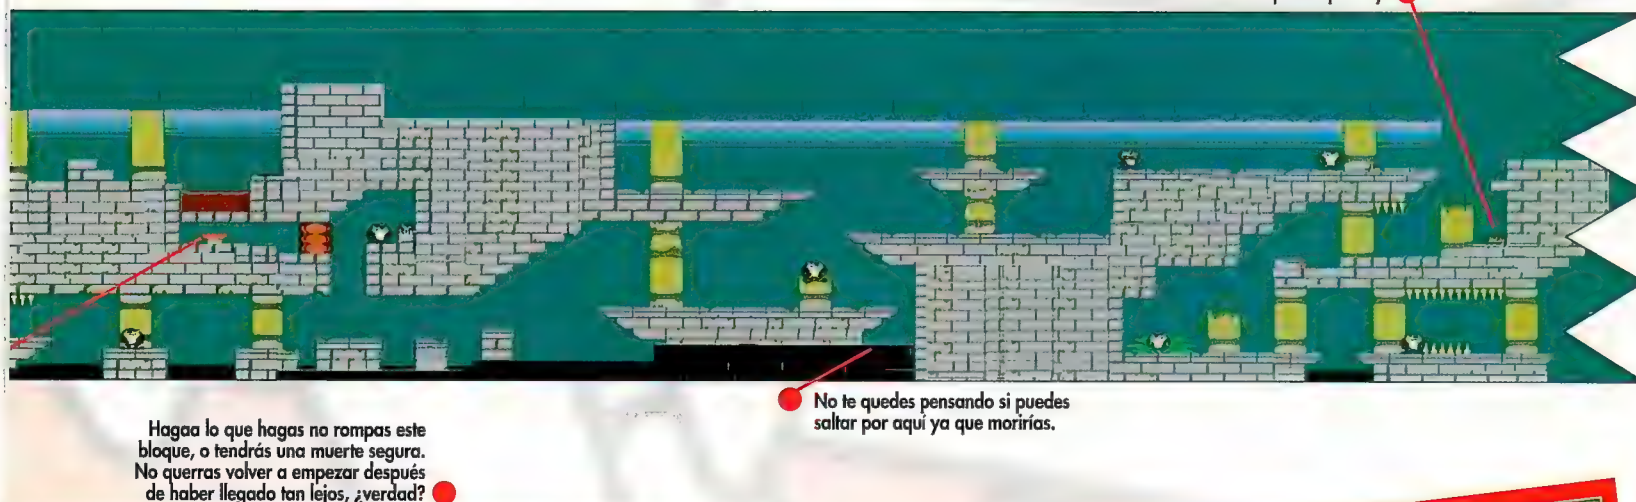 No te quedes pensando si puedes
saltar por aquí ya que morirías.
Hagaa lo que hagas no rompas este
bloque, o tendrás una muerte segura.
No querras volver a empezar después
de haber llegado tan lejos, ¿verdad?